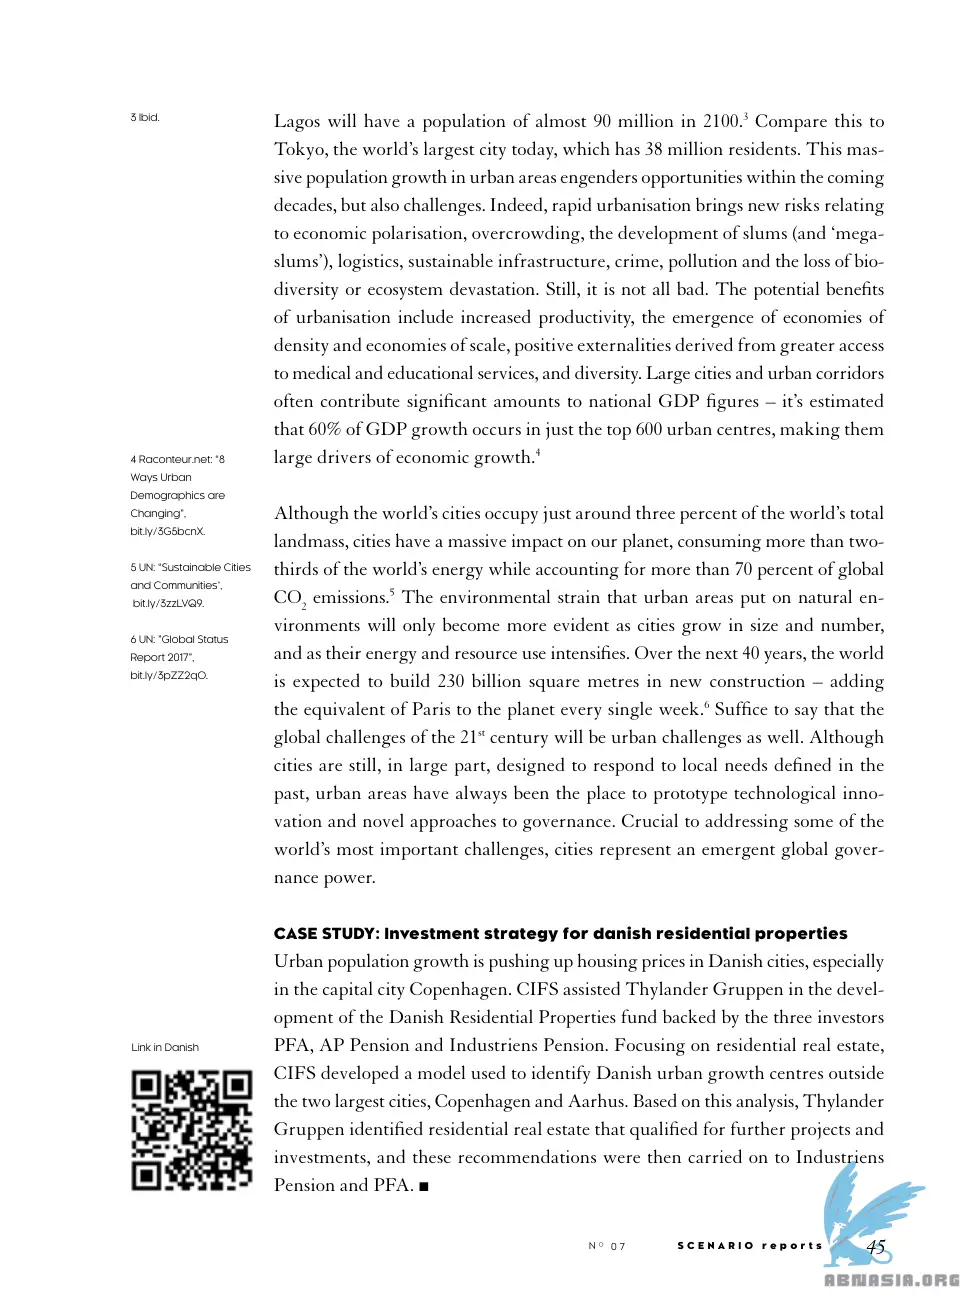 3 Ibid.
Lagos will have a population of almost 90 million in 2100.3 Compare this to
Tokyo, the world’s largest city today, which has 38 million residents. This mas-
sive population growth in urban areas engenders opportunities within the coming
decades, but also challenges. Indeed, rapid urbanisation brings new risks relating
to economic polarisation, overcrowding, the development of slums (and ‘mega-
slums’), logistics, sustainable infrastructure, crime, pollution and the loss of bio-
diversity or ecosystem devastation. Still, it is not all bad. The potential benefits
of urbanisation include increased productivity, the emergence of economies of
density and economies of scale, positive externalities derived from greater access
to medical and educational services, and diversity. Large cities and urban corridors
often contribute significant amounts to national GDP figures – it’s estimated
that 60% of GDP growth occurs in just the top 600 urban centres, making them
large drivers of economic growth.4
4 Raconteur.net: “8
Ways Urban
Demographics are
Changing”,
bit.ly/3G5bcnX.
5 UN: “Sustainable Cities
and Communities’,
bit.ly/3zzLVQ9.
6 UN: ”Global Status
Report 2017”,
bit.ly/3pZZ2qO.
Although the world’s cities occupy just around three percent of the world’s total
landmass, cities have a massive impact on our planet, consuming more than two-
thirds of the world’s energy while accounting for more than 70 percent of global
CO2 emissions.5 The environmental strain that urban areas put on natural en-
vironments will only become more evident as cities grow in size and number,
and as their energy and resource use intensifies. Over the next 40 years, the world
is expected to build 230 billion square metres in new construction – adding
the equivalent of Paris to the planet every single week.6 Suffice to say that the
global challenges of the 21st century will be urban challenges as well. Although
cities are still, in large part, designed to respond to local needs defined in the
past, urban areas have always been the place to prototype technological inno-
vation and novel approaches to governance. Crucial to addressing some of the
world’s most important challenges, cities represent an emergent global gover-
nance power.
CASE STUDY: Investment strategy for danish residential properties
Urban population growth is pushing up housing prices in Danish cities, especially
in the capital city Copenhagen. CIFS assisted Thylander Gruppen in the devel-
opment of the Danish Residential Properties fund backed by the three investors
PFA, AP Pension and Industriens Pension. Focusing on residential real estate,
CIFS developed a model used to identify Danish urban growth centres outside
the two largest cities, Copenhagen and Aarhus. Based on this analysis, Thylander
Gruppen identified residential real estate that qualified for further projects and
investments, and these recommendations were then carried on to Industriens
Pension and PFA. ■
Link in Danish
Nº 07 SCENARIO reports 45
ABNASIA.ORG